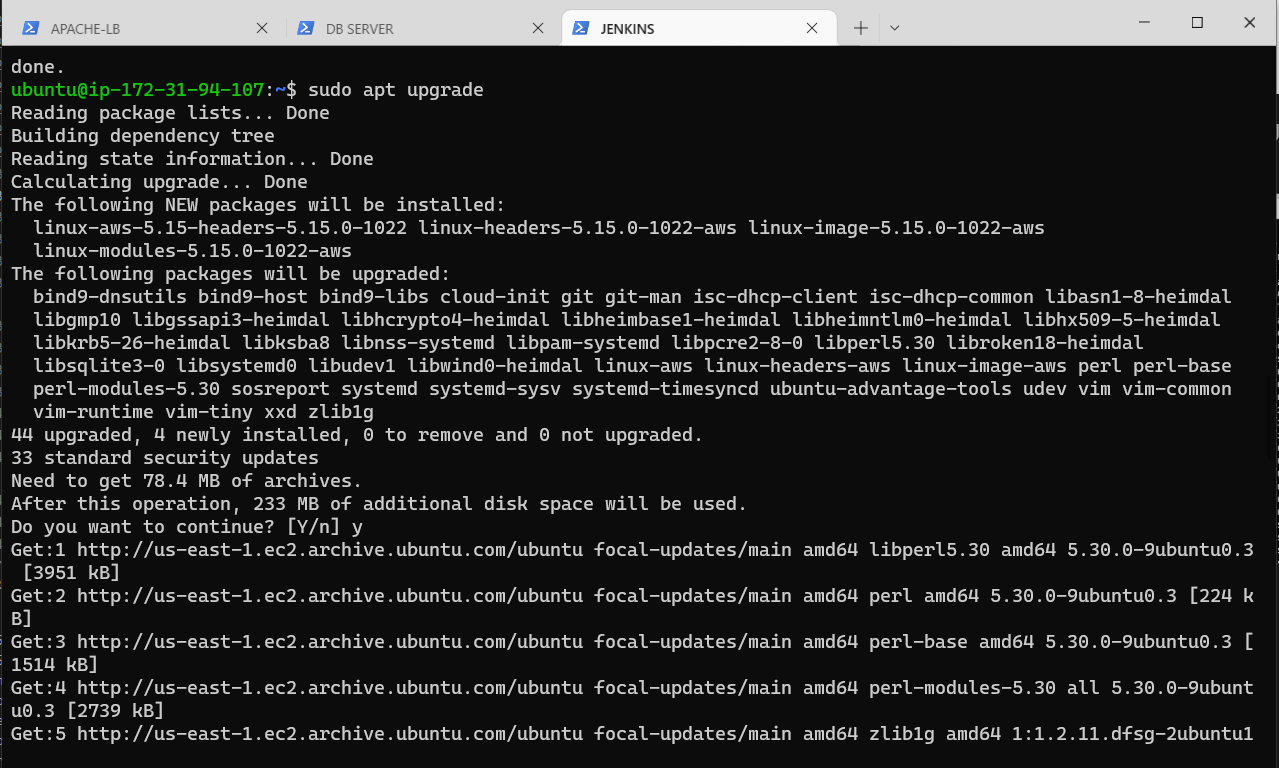 APACHE-LB
DB SERVER
JENKINS
done.
ubuntu@ip-172-31-94-107:~$ sudo apt upgrade
Reading package lists... Done
Building dependency tree
Reading state information... Done
Calculating upgrade... Done
The following NEW packages will be installed:
linux-aws-5.15-headers-5.15.0-1022 linux-headers-5.15.0-1022-aws linux-image-5.15.0-1022-aws
linux-modules-5.15.0-1022-aws
The following packages will be upgraded:
bind9-dnsutils bind9-host bind9-libs cloud-init git git-man isc-dhcp-client isc-dhcp-common libasn1-8-heimdal
libgmp10 libgssapi3-heimdal libhcrypto4-heimdal libheimbase1-heimdal libheimntlm0-heimdal libhx509-5-heimdal
libkrb5-26-heimdal libksba8 libnss-systemd libpam-systemd libpcre2-8-0 libperl5.30 libroken18-heimdal
libsqlite3-0 libsystemd0 libudev1 libwind0-heimdal linux-aws linux-headers-aws linux-image-aws perl perl-base
perl-modules-5.30 sosreport systemd systemd-sysv systemd-timesyncd ubuntu-advantage-tools udev vim vim-common
vim-runtime vim-tiny xxd zlib1g
44 upgraded, 4 newly installed, 0 to remove and 0 not upgraded.
33 standard security updates
Need to get 78.4 MB of archives.
After this operation, 233 MB of additional disk space will be used.
Do you want to continue? [Y/n] y
Get:1 http://us-east-1.ec2.archive.ubuntu.com/ubuntu focal-updates/main amd64 libperl5.30 amd64 5.30.0-9ubuntu0.3
[3951 kB]
Get:2 http://us-east-1.ec2.archive.ubuntu.com/ubuntu focal-updates/main amd64 perl amd64 5.30.0-9ubuntu0.3 [224 k
B]
Get:3 http://us-east-1.ec2.archive.ubuntu.com/ubuntu focal-updates/main amd64 perl-base amd64 5.30.0-9ubuntu0.3 [
1514 kB]
Get:4 http://us-east-1.ec2.archive.ubuntu.com/ubuntu focal-updates/main amd64 perl-modules-5.30 all 5.30.0-9ubunt
u0.3 [2739 kB]
Get:5 http://us-east-1.ec2.archive.ubuntu.com/ubuntu focal-updates/main amd64 zlib1g amd64 1:1.2.11.dfsg-2ubuntu1